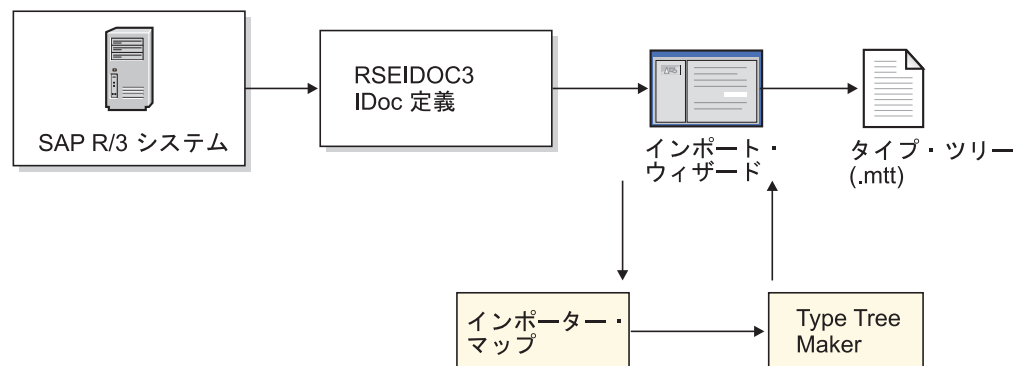 SAP R/3 システム
RSEIDOC3
IDoc 定義
インポート・
ウィザード
タイプ・ツリー
(.mtt)
インポーター・
マップ
Type Tree
Maker